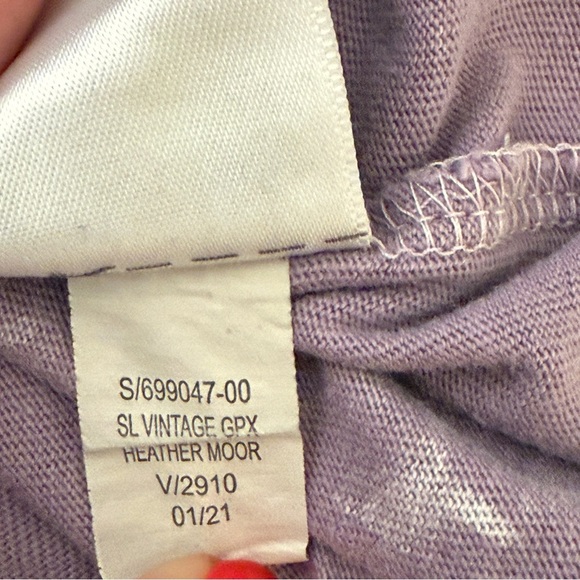 S/699047-00
SL VINTAGE GPX
HEATHER MOOR
V/2910
01/21